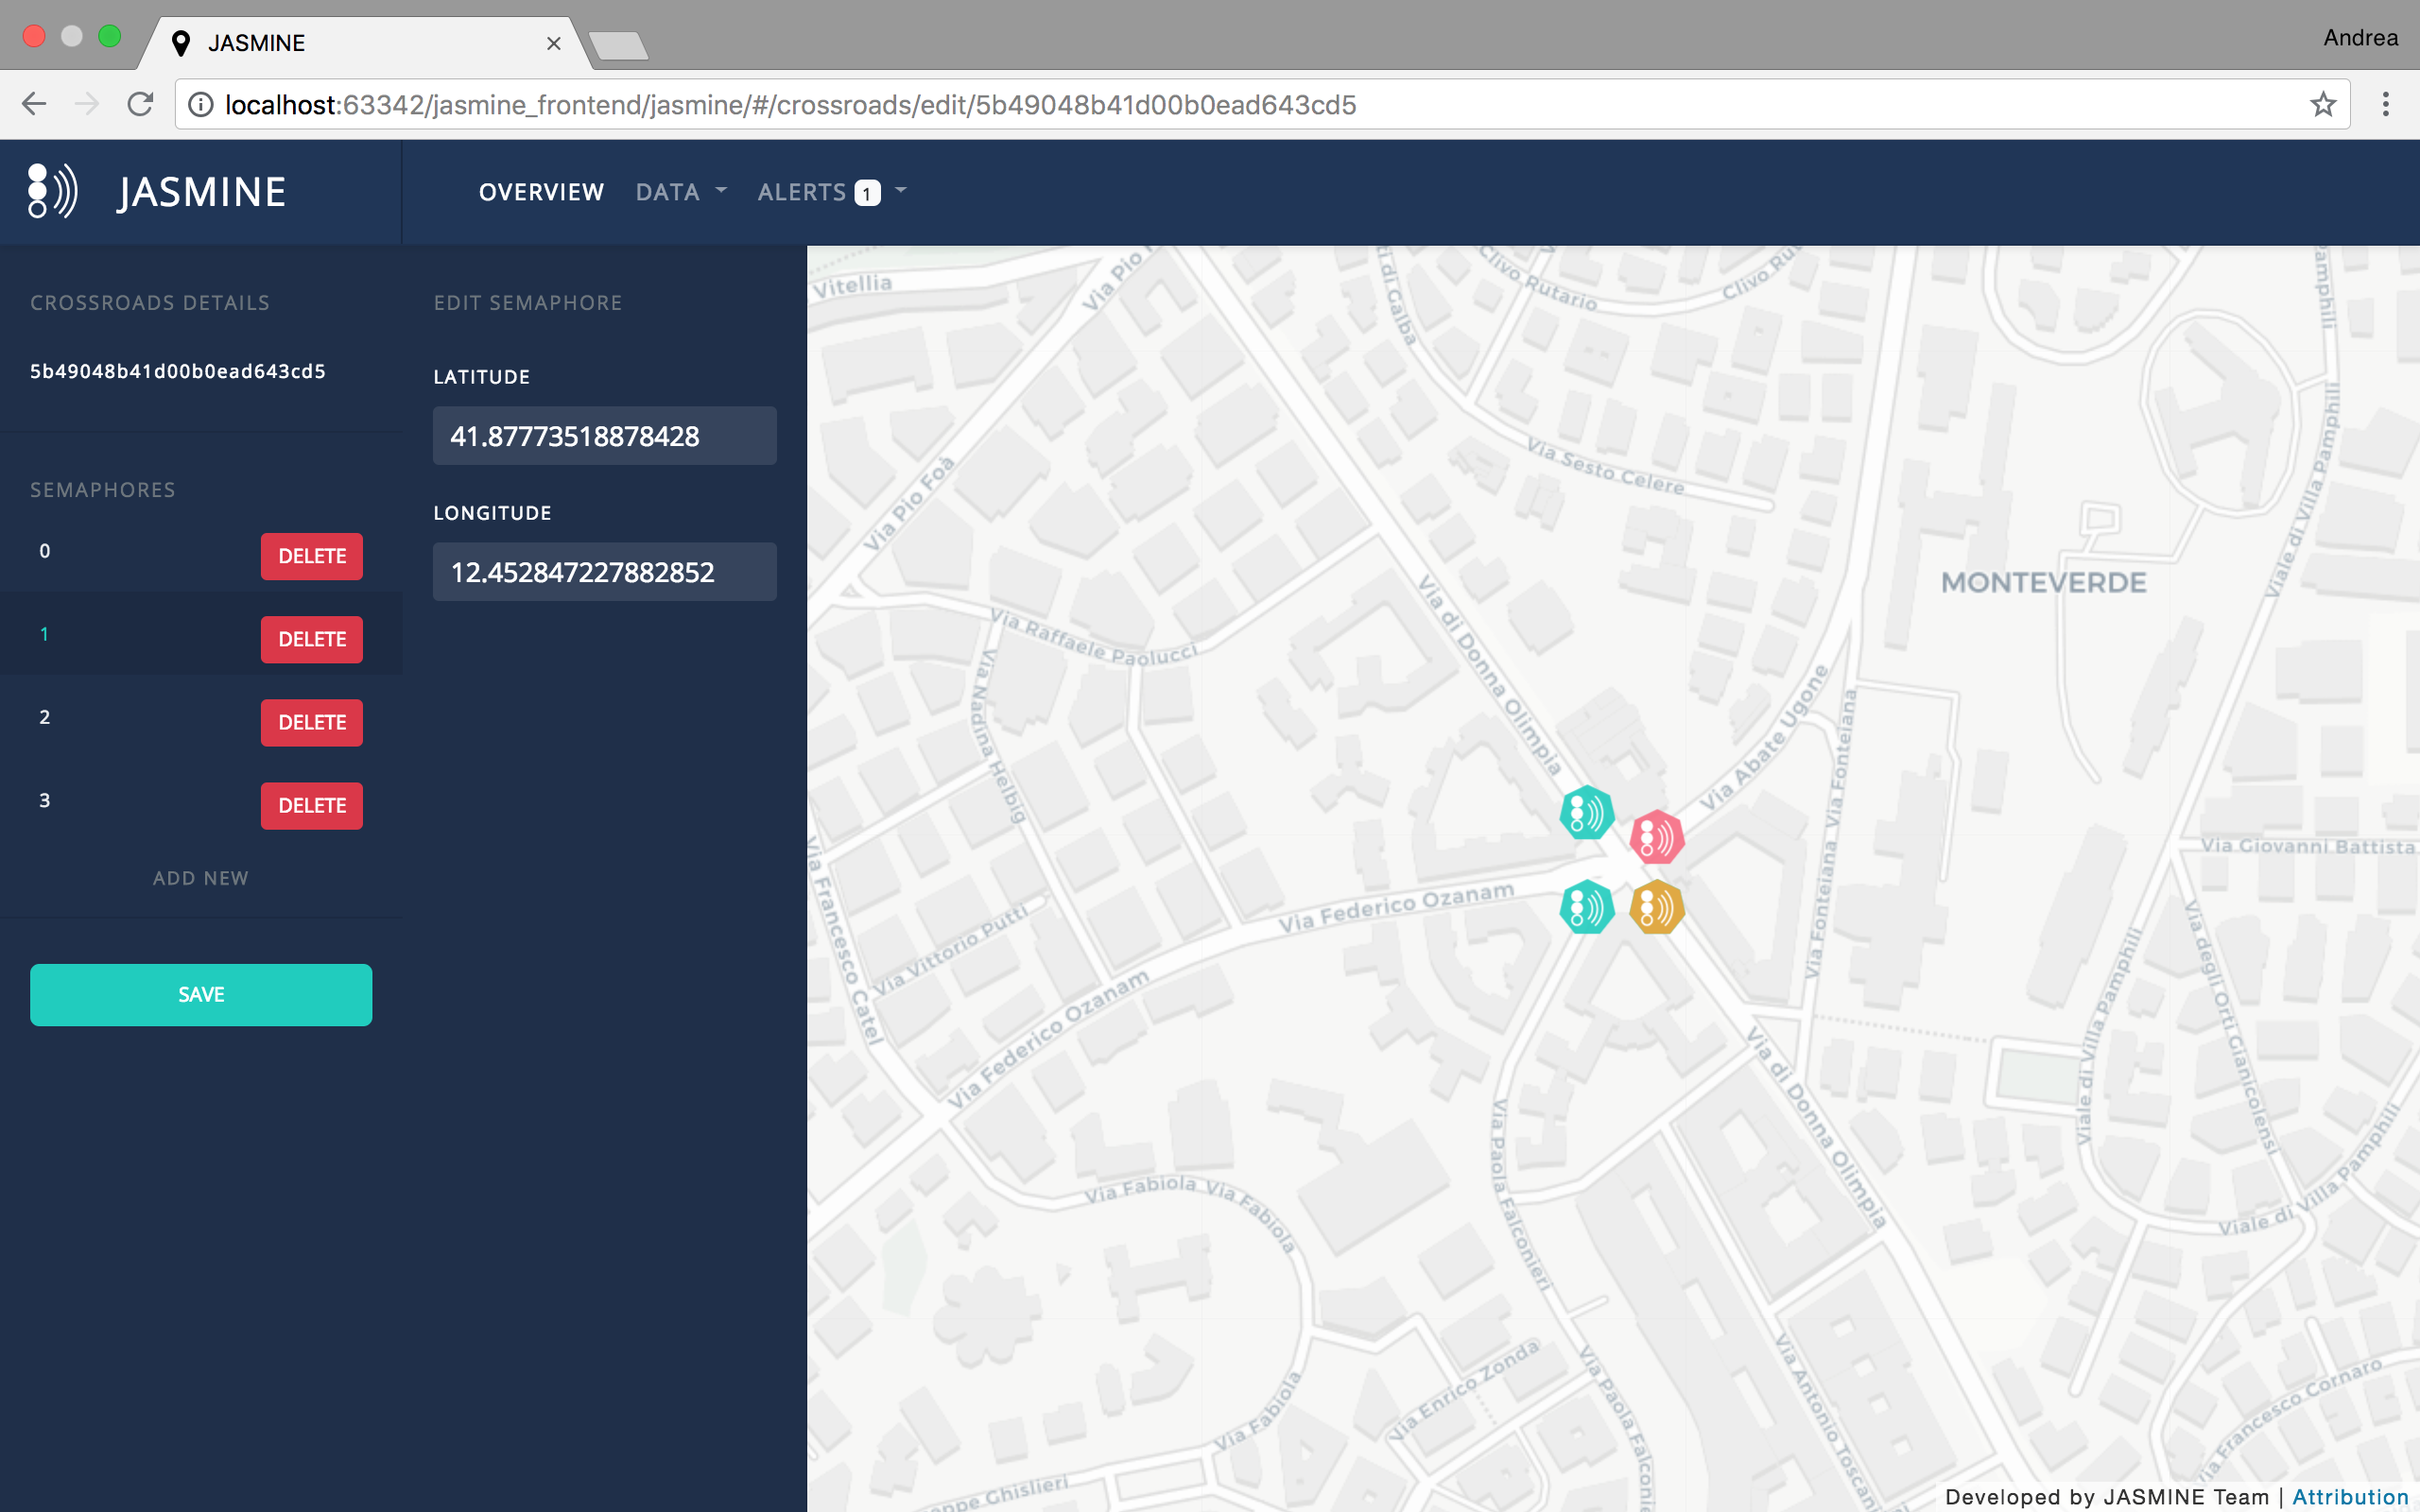 JASMINE
Andrea
localhost:63342/jasmine_frontend/jasmine/#/crossroads/edit/5b49048b41d00b0ead643cd5
JASMINE
OVERVIEW
DATA
ALERTS 1
CROSSROADS DETAILS
5b49048b41d00b0ead643cd5
SEMAPHORES
0 DELETE
1 DELETE
2 DELETE
3 DELETE
ADD NEW
SAVE
EDIT SEMAPHORE
LATITUDE
41.87773518878428
LONGITUDE
12.452847227882852
Vitellia
Via Pio
ti di Galba
Clivo Rutario
Clivo Ru
amphili
Via Pio Foà
Via Sesto Celere
Viale di Villa Pamphili
MONTEVERDE
Via di Donna Olimpia
Via Raffaele Paolucci
Via Nadina Helbig
Via Abate Ugone
Via Fonteiana Via Fonteiana
Via Giovanni Battista
Via Francesco Catel
Via Federico Ozanam
Via Vittorio Putti
Via Federico Ozanam
Via degli Orti Gianicolensi
Viale di Villa Pamphili
Via di Donna Olimpia
Via Paola Falconieri
Via Fabiola Via Fabiola
Viale di Villa Pamphili
Via Enrico Zonda
Via Fabiola
Via Paola Falconie
Via Antonio Toscani
Via Francesco Cornaro
eppe Ghislieri
Developed by JASMINE Team | Attribution